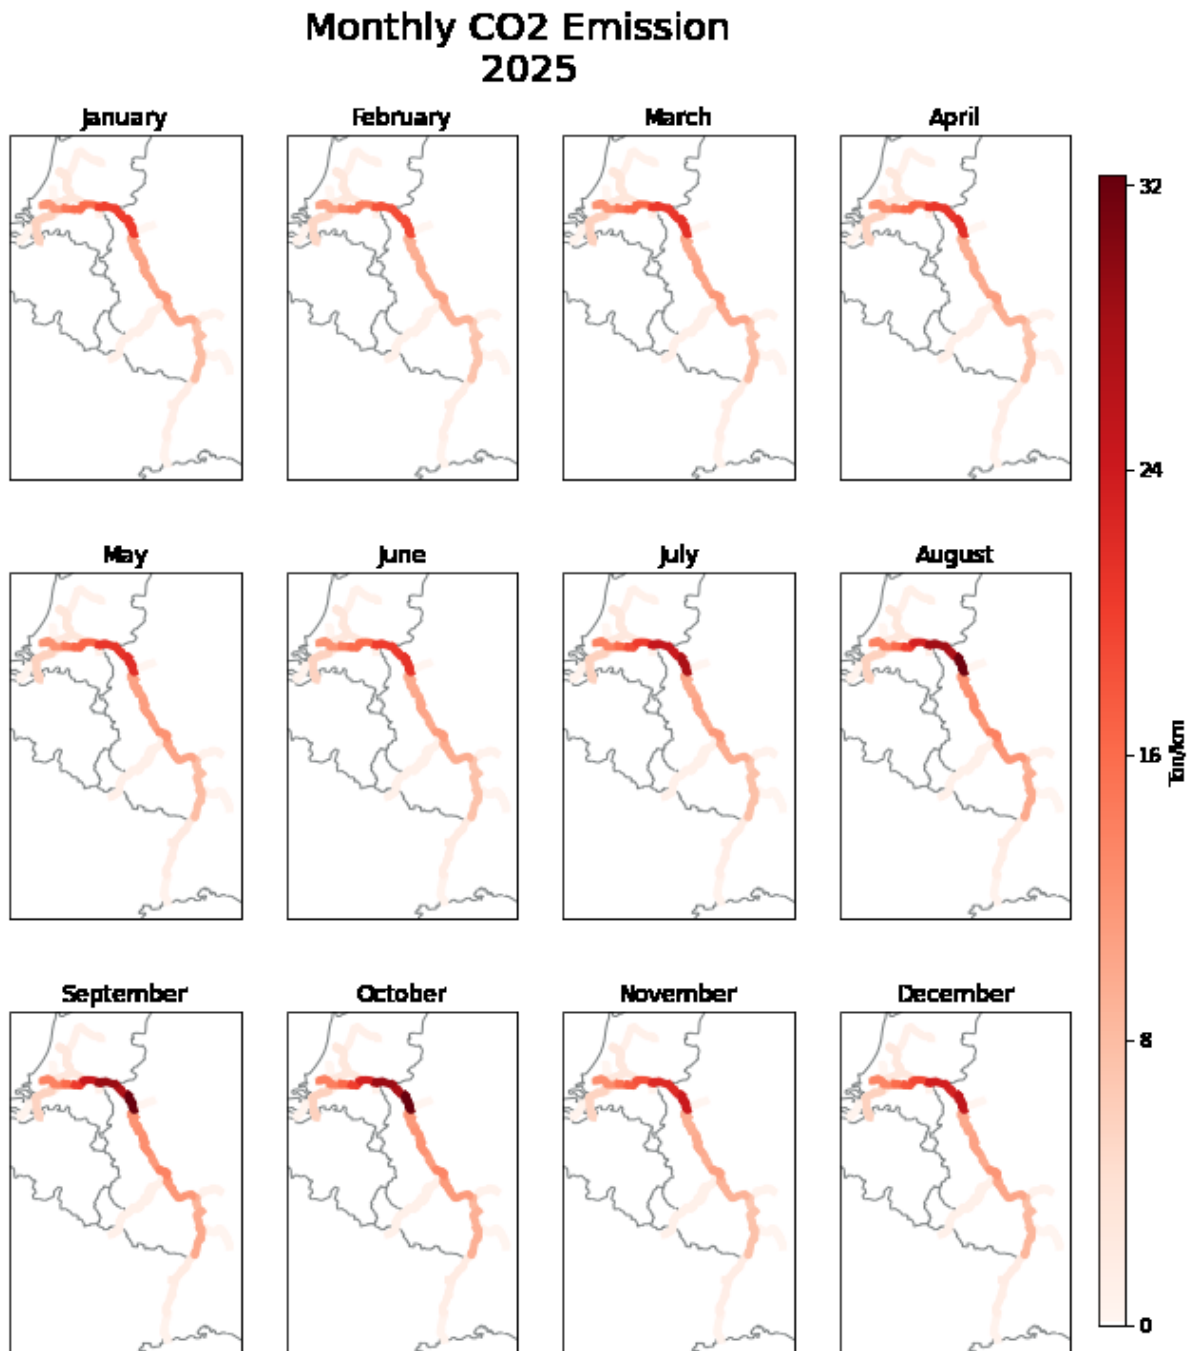 Monthly CO2 Emission
2025
January
February
March
April
May
June
July
August
September
October
November
December
32
24
16
8
0
Ton/km